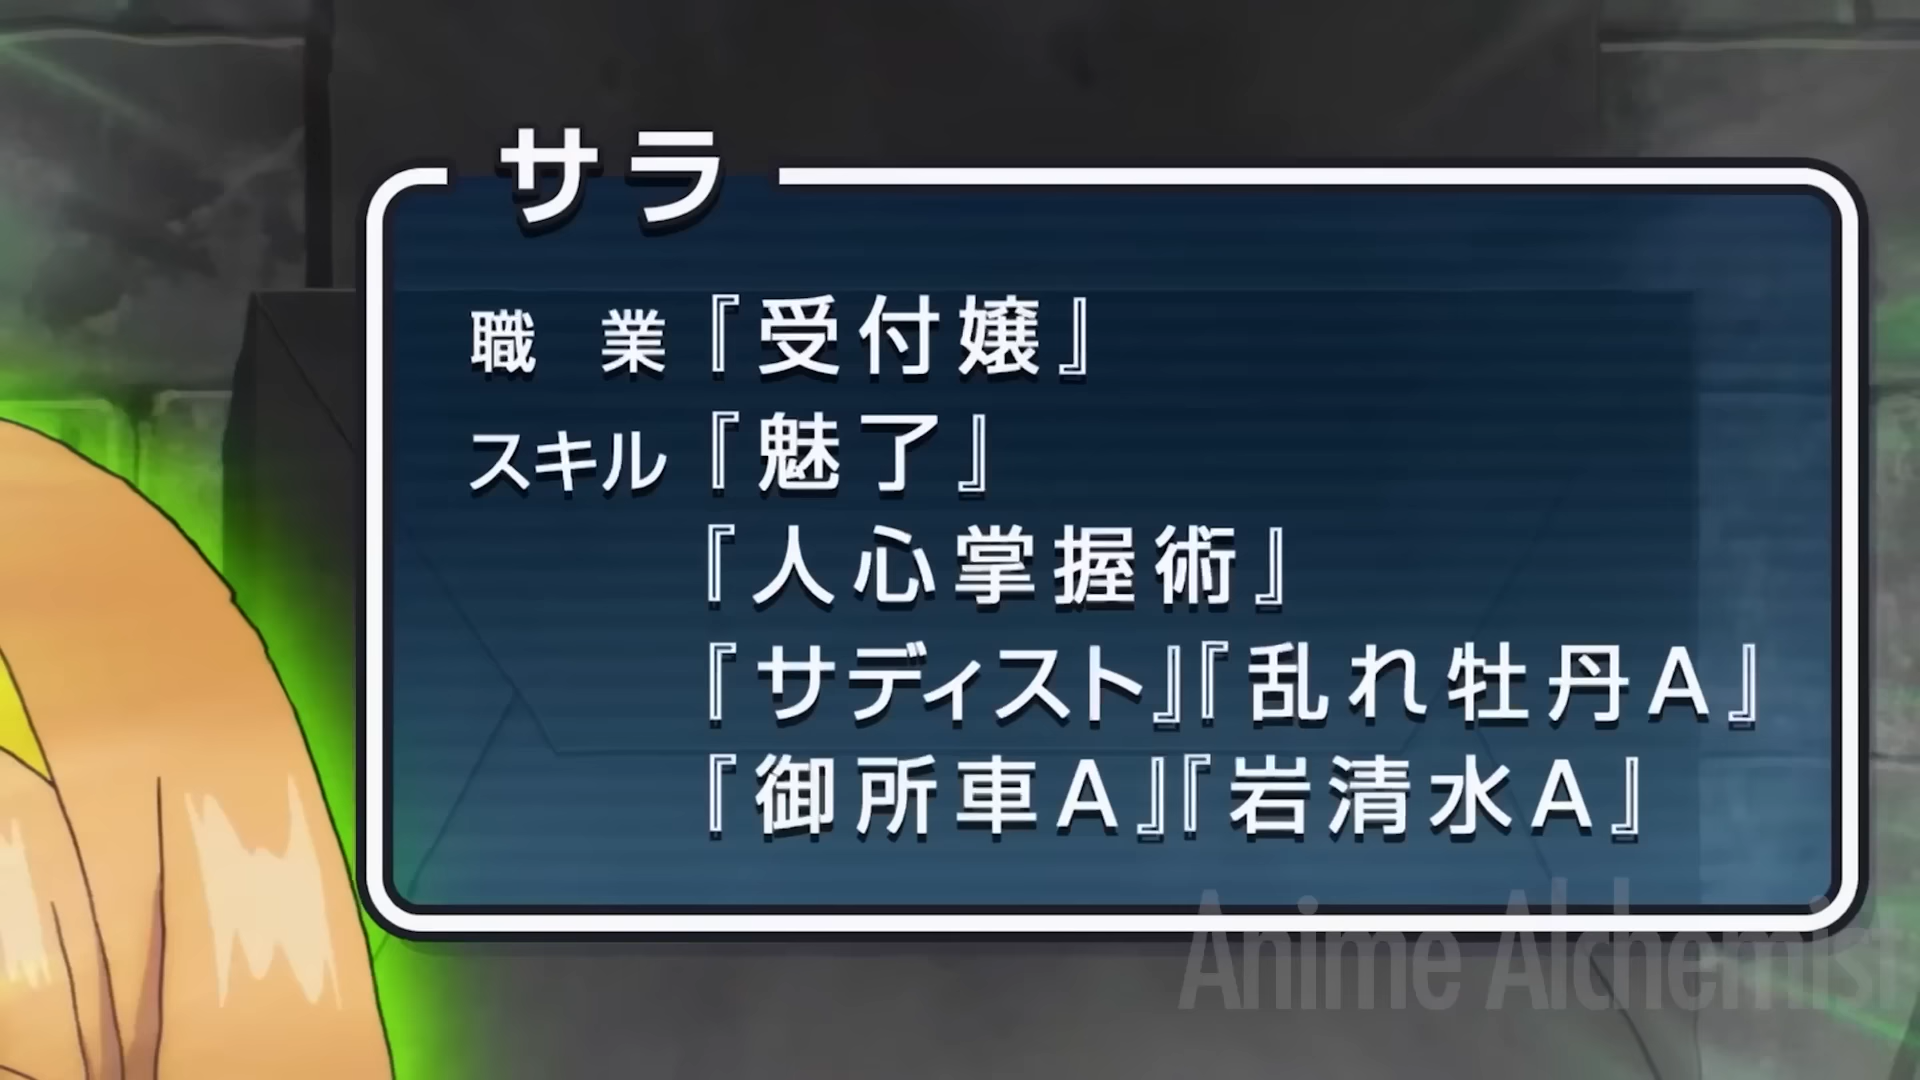 サラ
職業『受付嬢』
スキル『魅了』
『人心掌握術』
『サディスト』『乱れ牡丹A』
『御所車A』『岩清水A』
Anime Alchemist